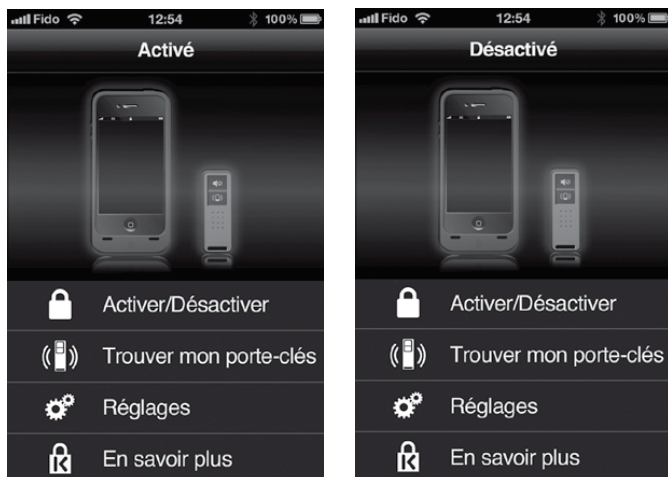 Fido 12:54 100%
Activé
Activer/Désactiver
Trouver mon porte-clés
Réglages
En savoir plus
Fido 12:54 100%
Désactivé
Activer/Désactiver
Trouver mon porte-clés
Réglages
En savoir plus